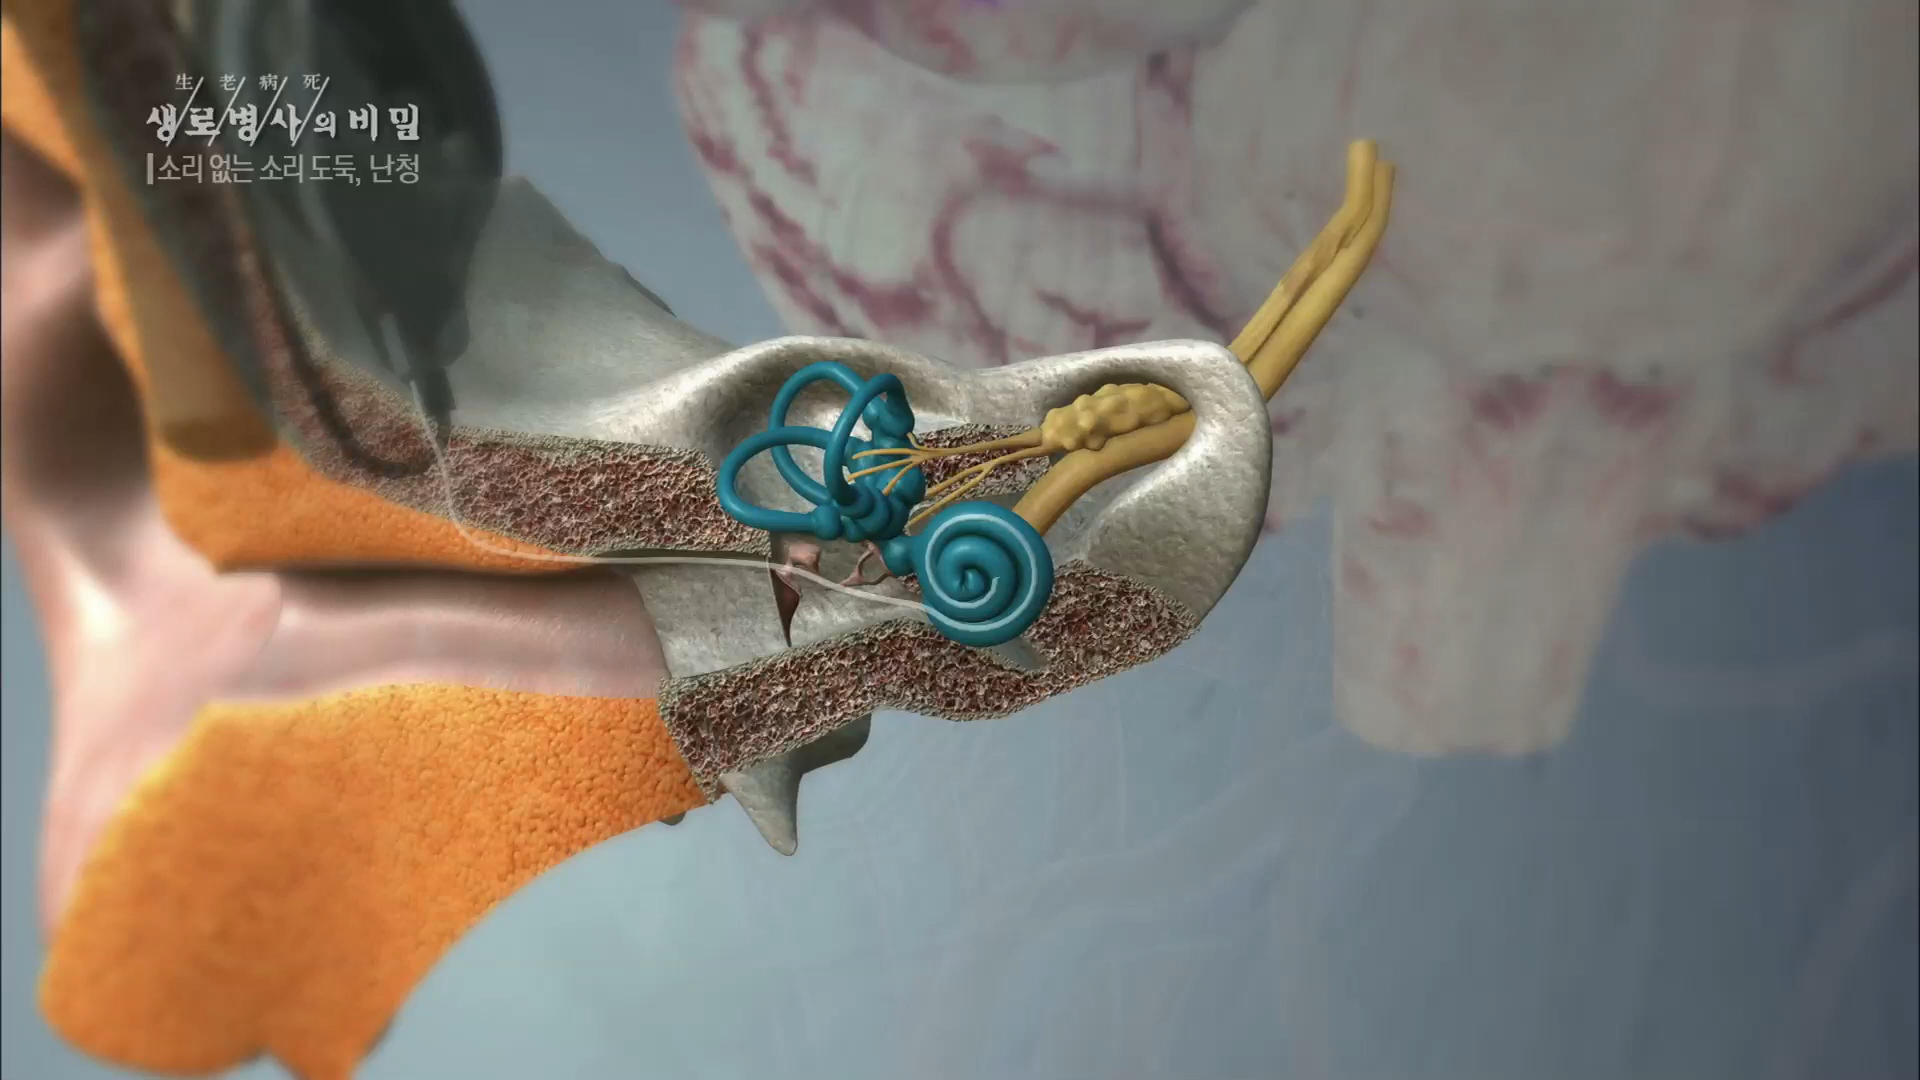 生老病死
생로병사의 비밀
소리 없는 소리 도둑, 난청